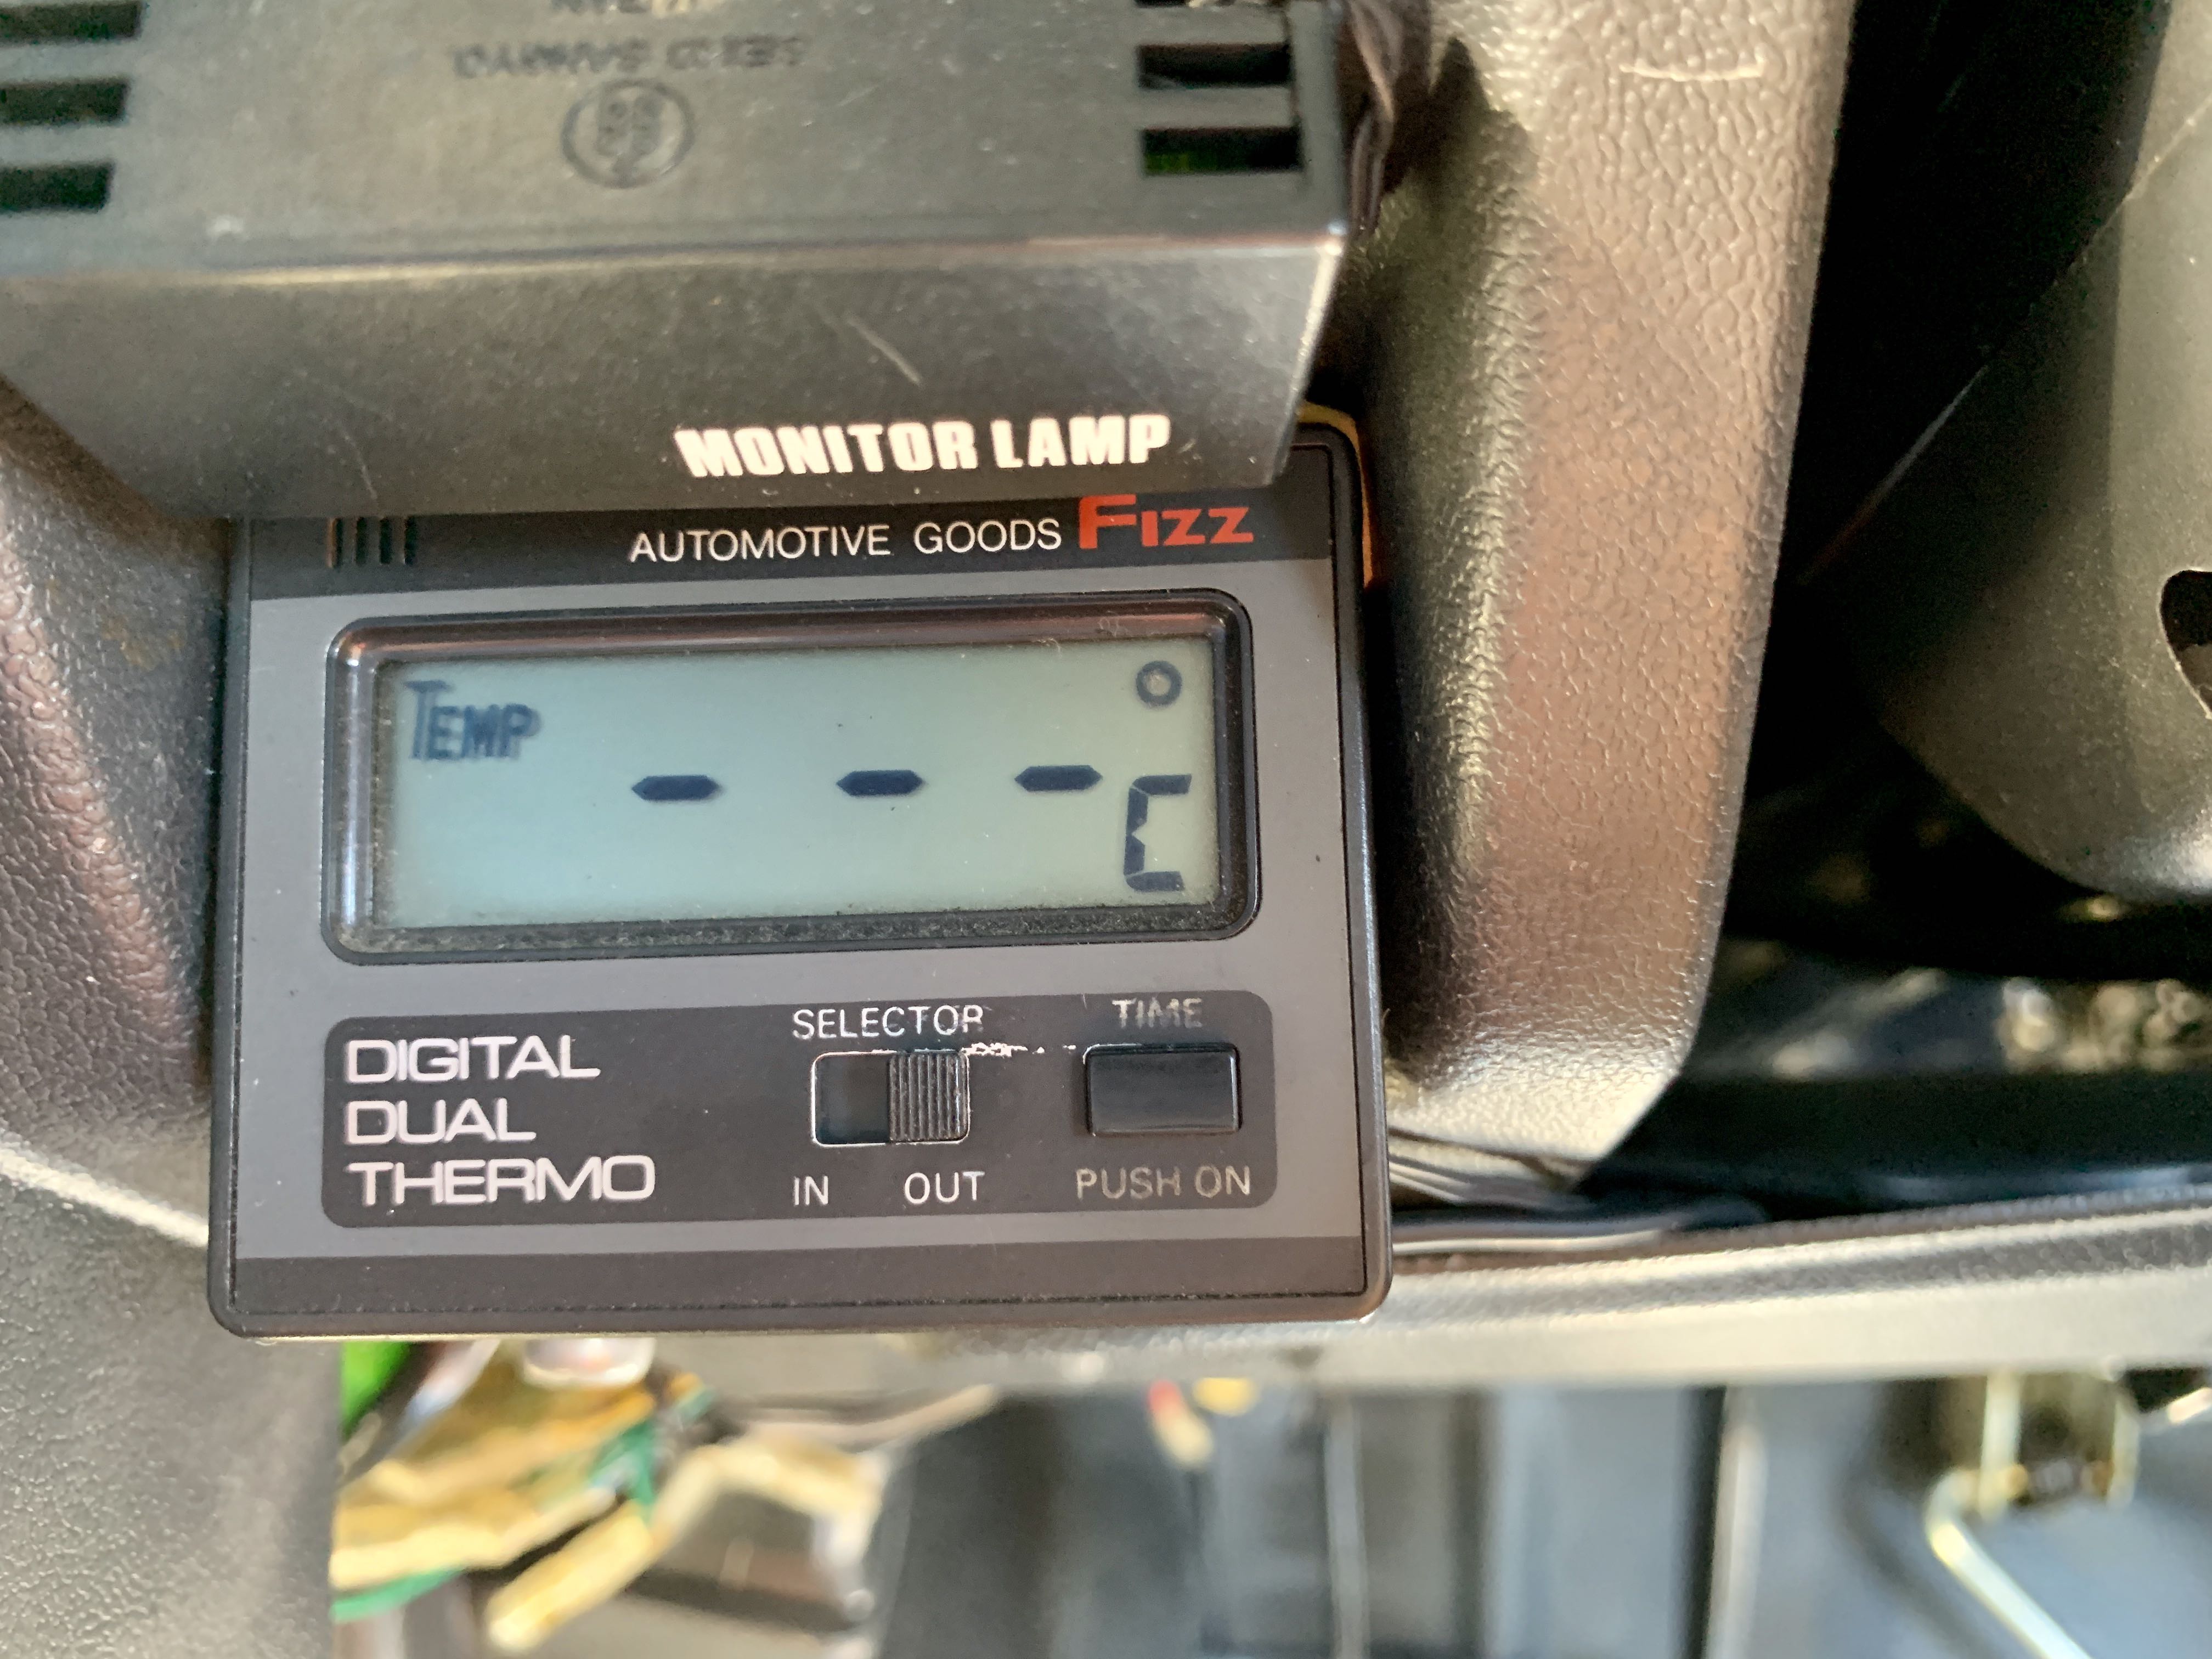 MONITOR LAMP
AUTOMOTIVE GOODS FIZZ
TEMP
- - - °C
SELECTOR TIME
DIGITAL
DUAL
THERMO
IN OUT PUSH ON